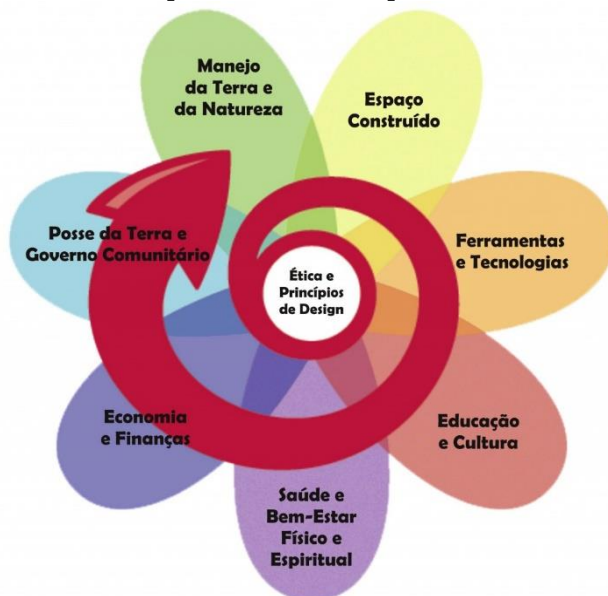 Manejo
da Terra e
da Natureza
Espaço
Construído
Ferramentas
e Tecnologias
Educação
e Cultura
Saúde e
Bem-Estar
Físico e
Espiritual
Economia
e Finanças
Posse da Terra e
Governo Comunitário
Ética e
Princípios
de Design